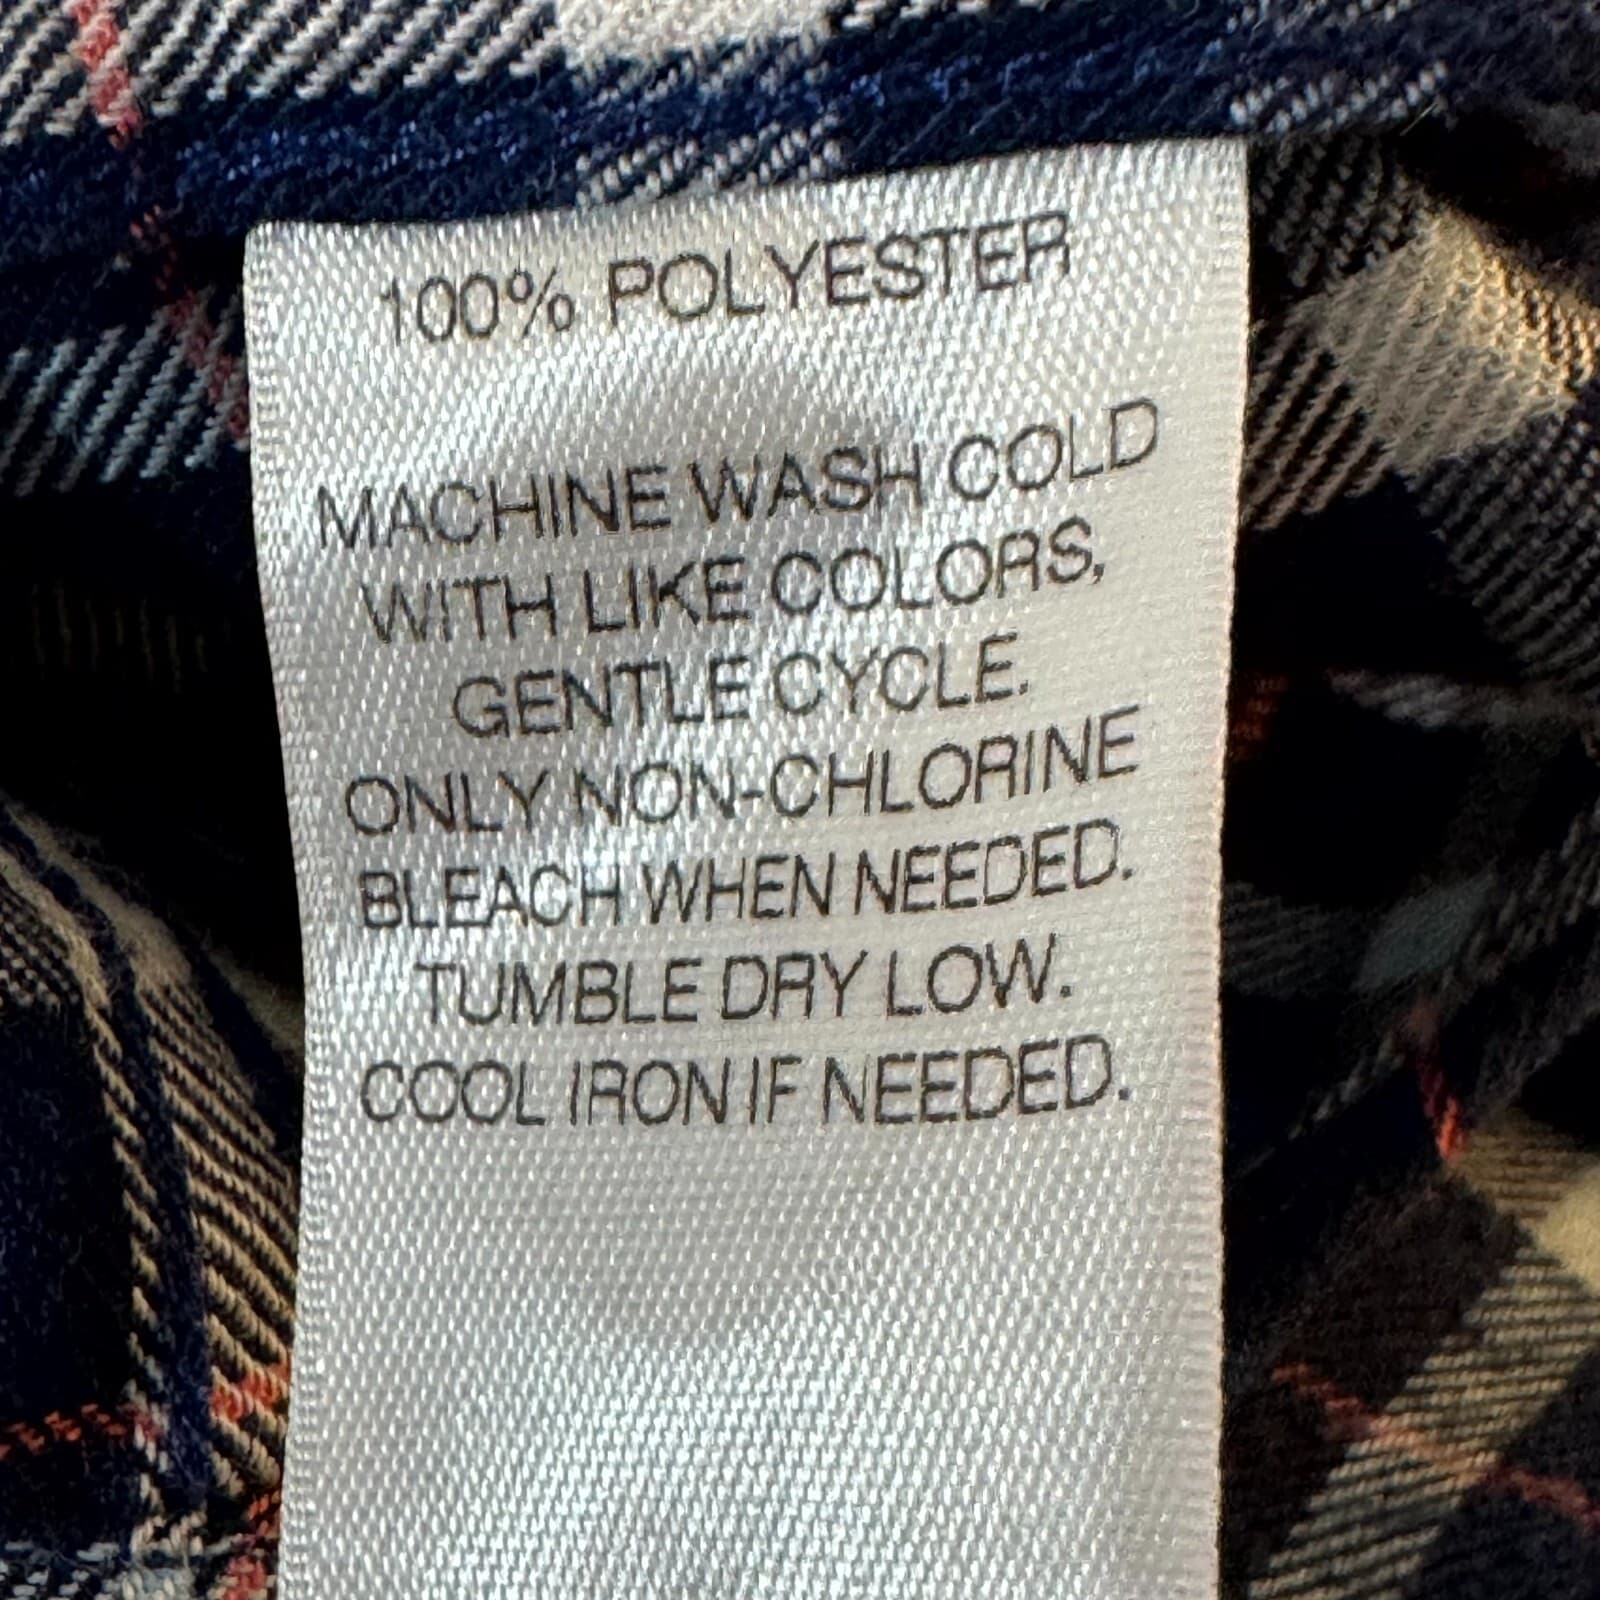 100% POLYESTER
MACHINE WASH COLD
WITH LIKE COLORS,
GENTLE CYCLE.
ONLY NON-CHLORINE
BLEACH WHEN NEEDED.
TUMBLE DRY LOW.
COOL IRON IF NEEDED.